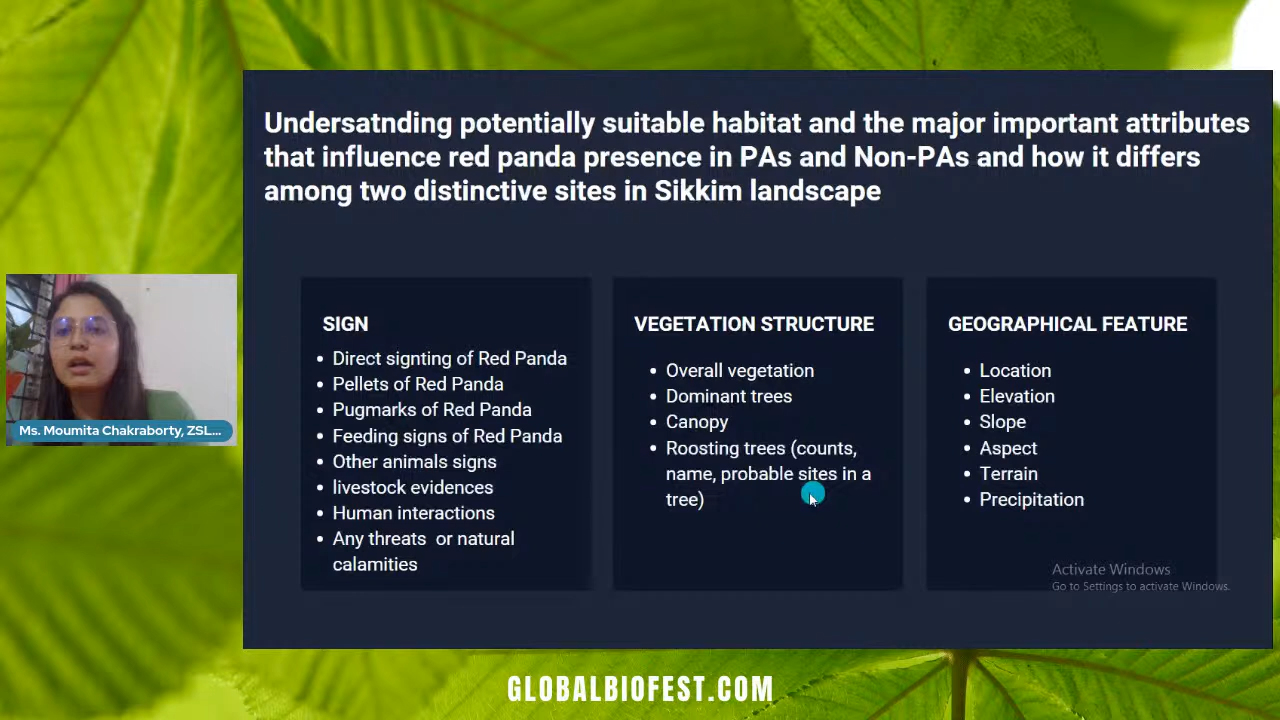 Undersatnding potentially suitable habitat and the major important attributes
that influence red panda presence in PAs and Non-PAs and how it differs
among two distinctive sites in Sikkim landscape
SIGN
• Direct signting of Red Panda
• Pellets of Red Panda
• Pugmarks of Red Panda
• Feeding signs of Red Panda
• Other animals signs
• livestock evidences
• Human interactions
• Any threats or natural
calamities
VEGETATION STRUCTURE
• Overall vegetation
• Dominant trees
• Canopy
• Roosting trees (counts,
name, probable sites in a
tree)
GEOGRAPHICAL FEATURE
• Location
• Elevation
• Slope
• Aspect
• Terrain
• Precipitation
Activate Windows
Go to Settings to activate Windows.
Ms. Moumita Chakraborty, ZSL...
GLOBALBIOFEST.COM